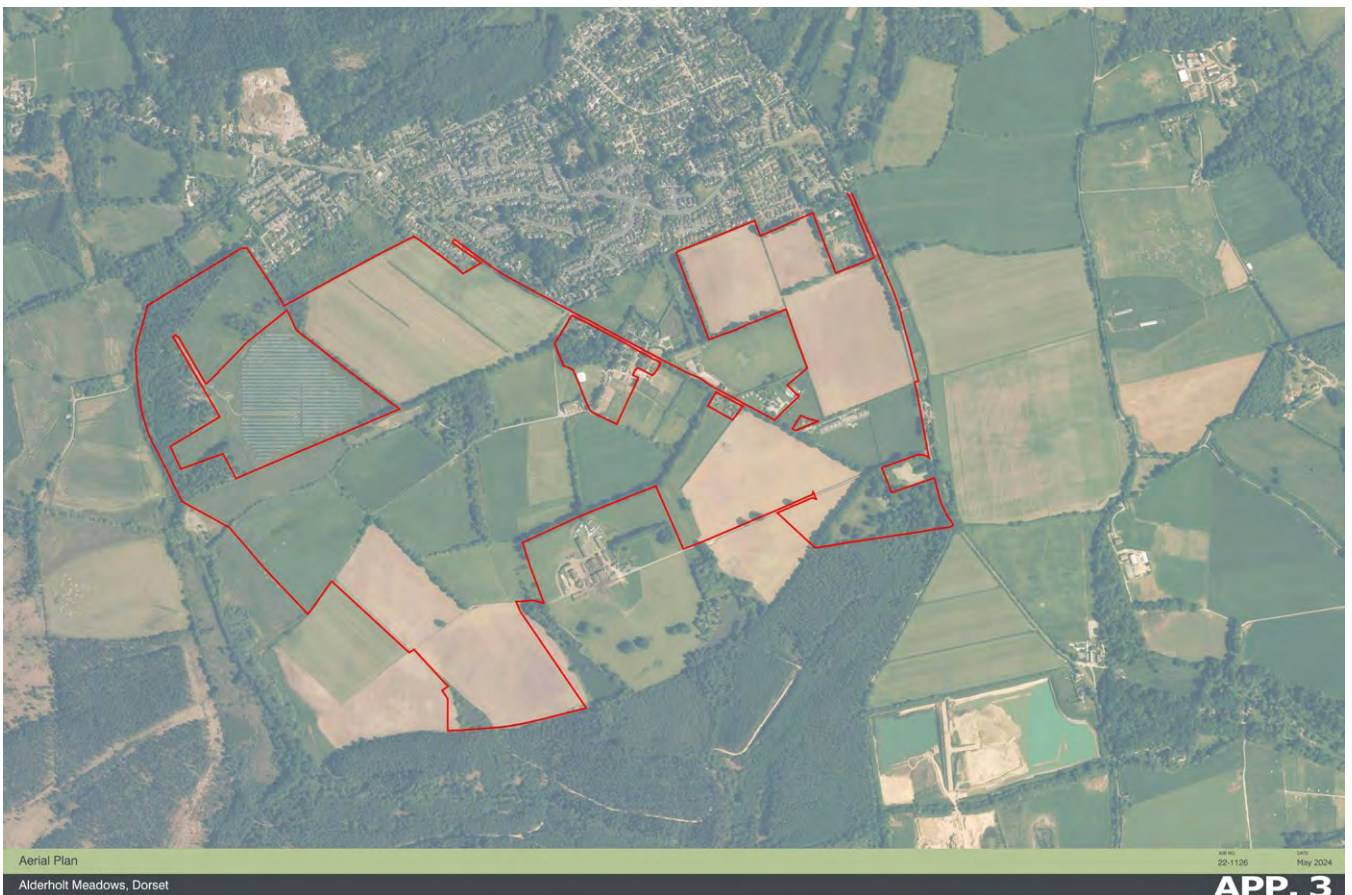 Aerial Plan
JOB NO.
22-1126
DATE
May 2024
Alderholt Meadows, Dorset
APP. 3